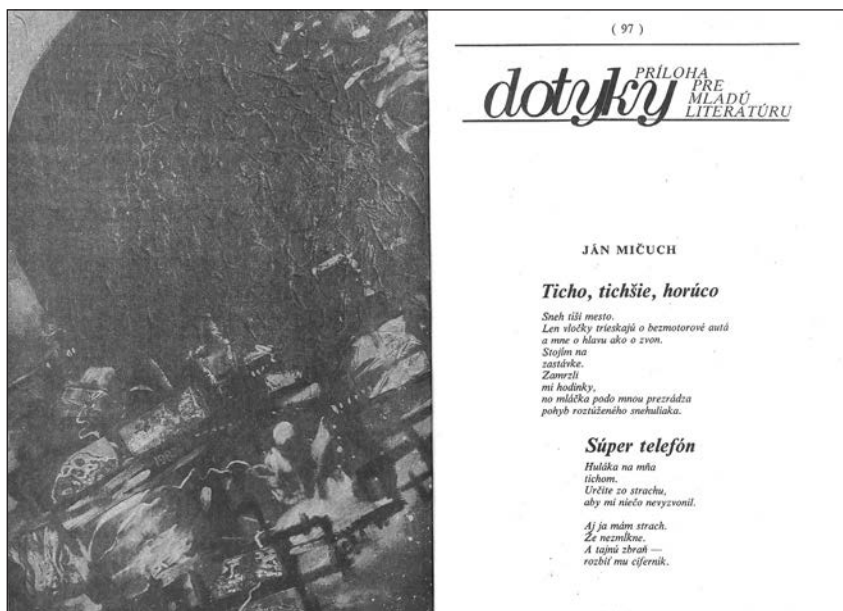 ( 97 )
dotyky
PRÍLOHA
PRE
MLADÚ
LITERATÚRU
JÁN MIČUCH
Ticho, tichšie, horúco
Sneh tíši mesto.
Len vločky trieskajú o bezmotorové autá
a mne o hlavu ako o zvon.
Stojím na
zastávke.
Zamrzli
mi hodinky,
no mláčka podo mnou prezrádza
pohyb roztúženého snehuliaka.
Súper telefón
Huláka na mňa
tichom.
Určite zo strachu,
aby mi niečo nevyzvonil.
Aj ja mám strach.
Že nezmĺkne.
A tajnú zbraň —
rozbiť mu ciferník.